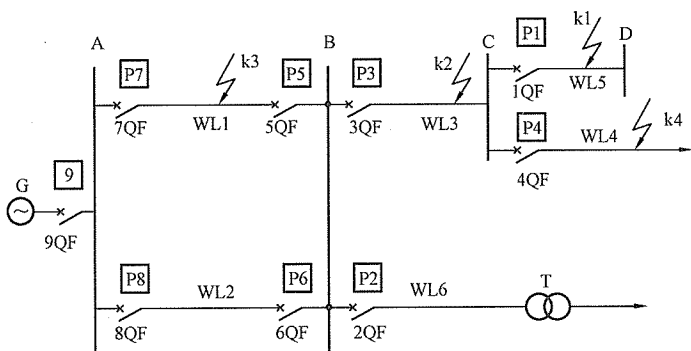 A
B
C
D
P7
k3
P5
P3
k2
P1
k1
7QF
WL1
5QF
3QF
WL3
1QF
WL5
P4
k4
WL4
4QF
G
~
9
9QF
P8
WL2
P6
P2
WL6
T
8QF
6QF
2QF